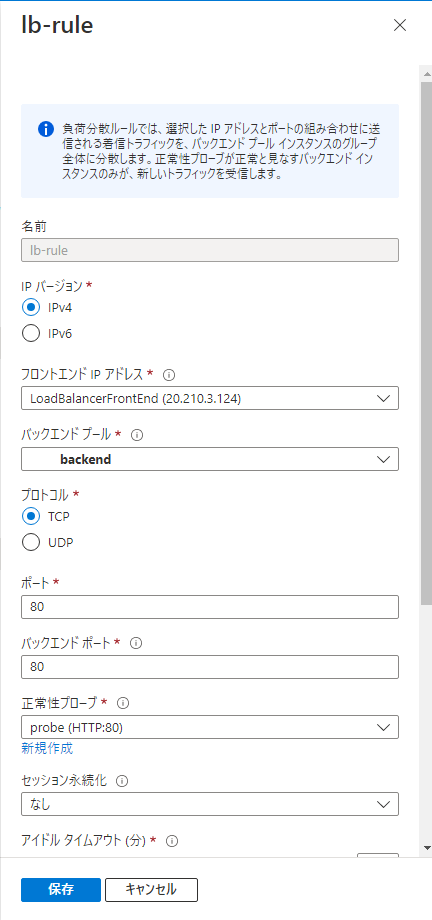 lb-rule
負荷分散ルールでは、選択した IP アドレスとポートの組み合わせに送
信される着信トラフィックを、バックエンド プール インスタンスのグループ
全体に分散します。正常性プローブが正常と見なすバックエンド イン
スタンスのみが、新しいトラフィックを受信します。
名前
lb-rule
IP バージョン *
IPv4
IPv6
フロントエンド IP アドレス *
LoadBalancerFrontEnd (20.210.3.124)
バックエンド プール *
backend
プロトコル *
TCP
UDP
ポート *
80
バックエンド ポート *
80
正常性プローブ *
probe (HTTP:80)
新規作成
セッション永続化
なし
アイドル タイムアウト (分) *
保存
キャンセル